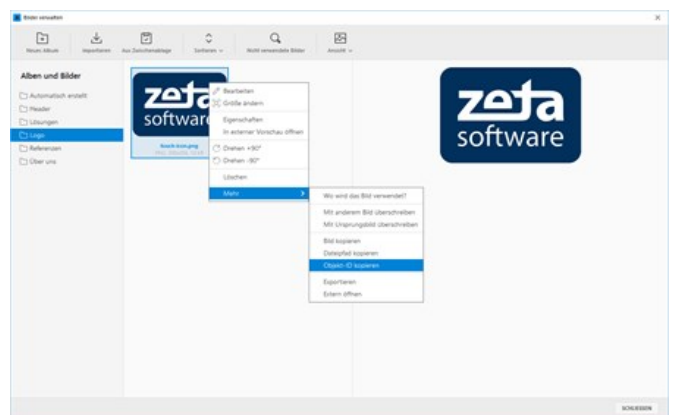 Bilder verwalten
Neues Album
Importieren
Aus Zwischenablage
Sortieren
Nicht verwendete Bilder
Ansicht
Alben und Bilder
Automatisch erstellt
Header
Lösungen
Logo
Referenzen
Über uns
zeta
software
touch-icon.png
Bearbeiten
Größe ändern
Eigenschaften
In externer Vorschau öffnen
Drehen +90°
Drehen -90°
Löschen
Mehr
Wo wird das Bild verwendet?
Mit anderem Bild überschreiben
Mit Ursprungsbild überschreiben
Bild kopieren
Dateipfad kopieren
Objekt-ID kopieren
Exportieren
Extern öffnen
zeta
software
SCHLIESSEN